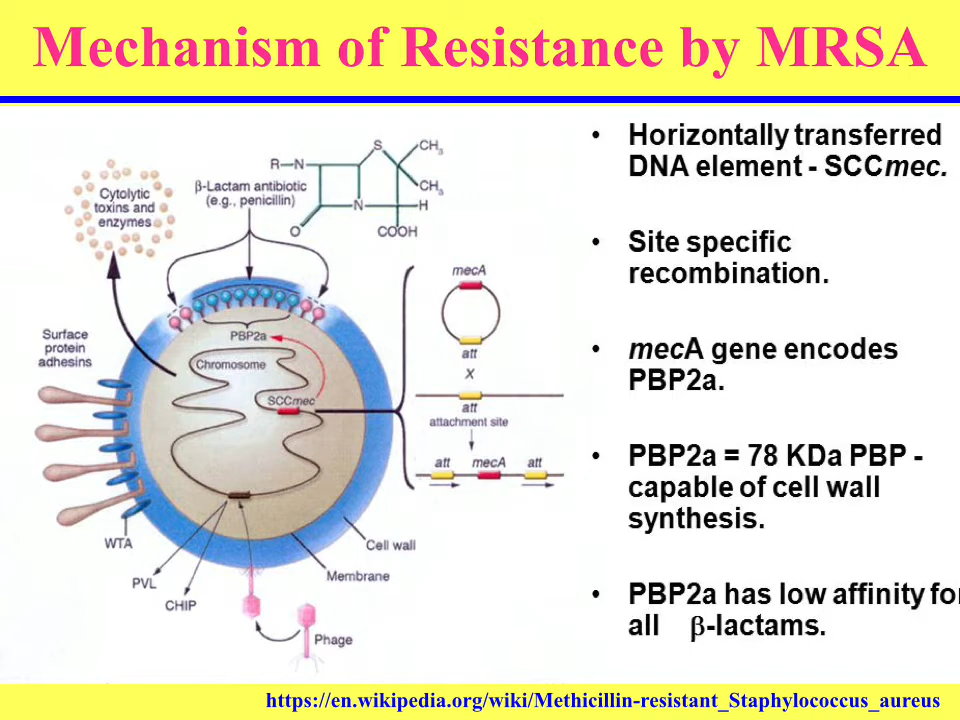 Mechanism of Resistance by MRSA
Cytolytic
toxins and
enzymes
β-Lactam antibiotic
(e.g., penicillin)
R–N
S
CH3
CH3
N
H
O
COOH
PBP2a
Chromosome
SCCmec
Surface
protein
adhesins
WTA
PVL
CHIP
Cell wall
Membrane
Phage
mecA
att
X
att
attachment site
att mecA att
• Horizontally transferred
DNA element - SCCmec.
• Site specific
recombination.
• mecA gene encodes
PBP2a.
• PBP2a = 78 KDa PBP -
capable of cell wall
synthesis.
• PBP2a has low affinity for
all β-lactams.
https://en.wikipedia.org/wiki/Methicillin-resistant_Staphylococcus_aureus